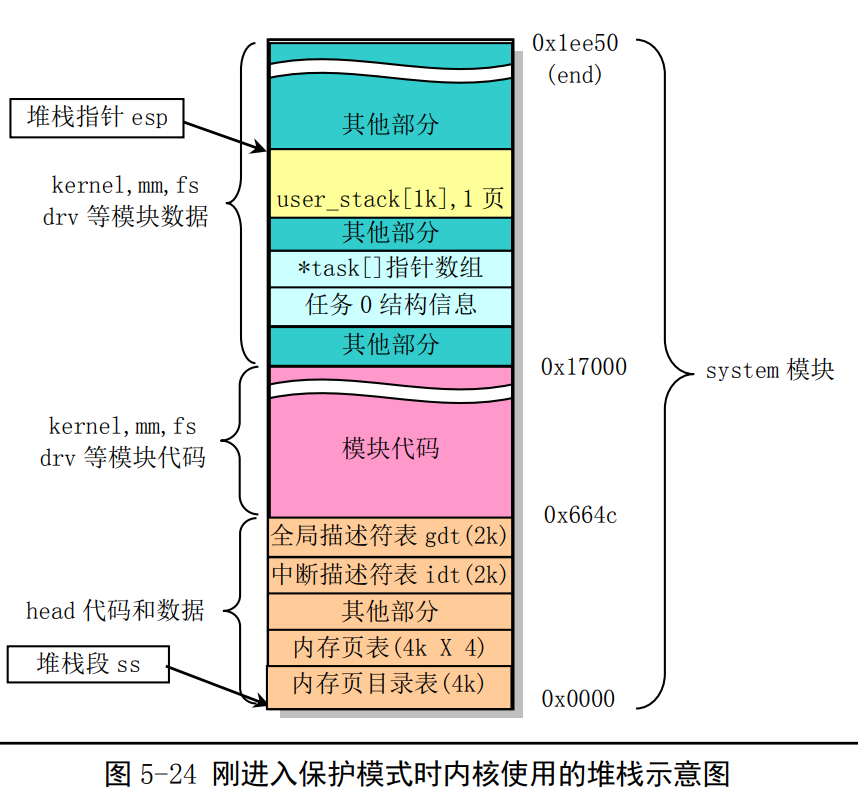 0x1ee50
(end)
其他部分
堆栈指针 esp
kernel,mm,fs
drv 等模块数据
user_stack[1k],1 页
其他部分
*task[]指针数组
任务 0 结构信息
其他部分
0x17000
system 模块
kernel,mm,fs
drv 等模块代码
模块代码
0x664c
全局描述符表 gdt(2k)
中断描述符表 idt(2k)
head 代码和数据
其他部分
内存页表(4k X 4)
堆栈段 ss
内存页目录表(4k)
0x0000
图 5-24 刚进入保护模式时内核使用的堆栈示意图